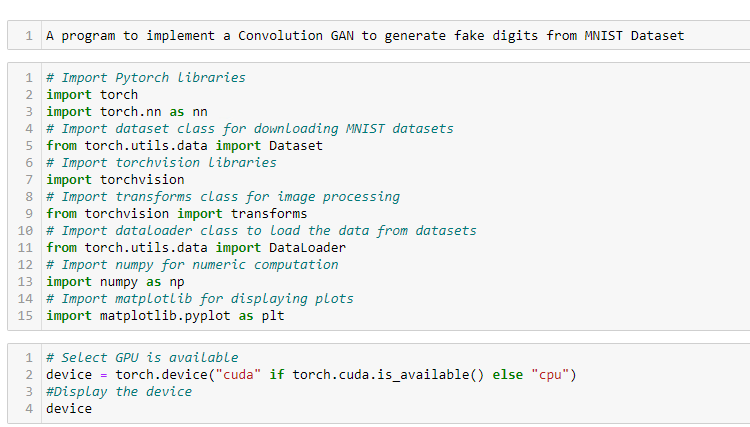 1 A program to implement a Convolution GAN to generate fake digits from MNIST Dataset
1 # Import Pytorch libraries
2 import torch
3 import torch.nn as nn
4 # Import dataset class for downloading MNIST datasets
5 from torch.utils.data import Dataset
6 # Import torchvision libraries
7 import torchvision
8 # Import transforms class for image processing
9 from torchvision import transforms
10 # Import dataloader class to load the data from datasets
11 from torch.utils.data import DataLoader
12 # Import numpy for numeric computation
13 import numpy as np
14 # Import matplotlib for displaying plots
15 import matplotlib.pyplot as plt
1 # Select GPU is available
2 device = torch.device("cuda" if torch.cuda.is_available() else "cpu")
3 #Display the device
4 device